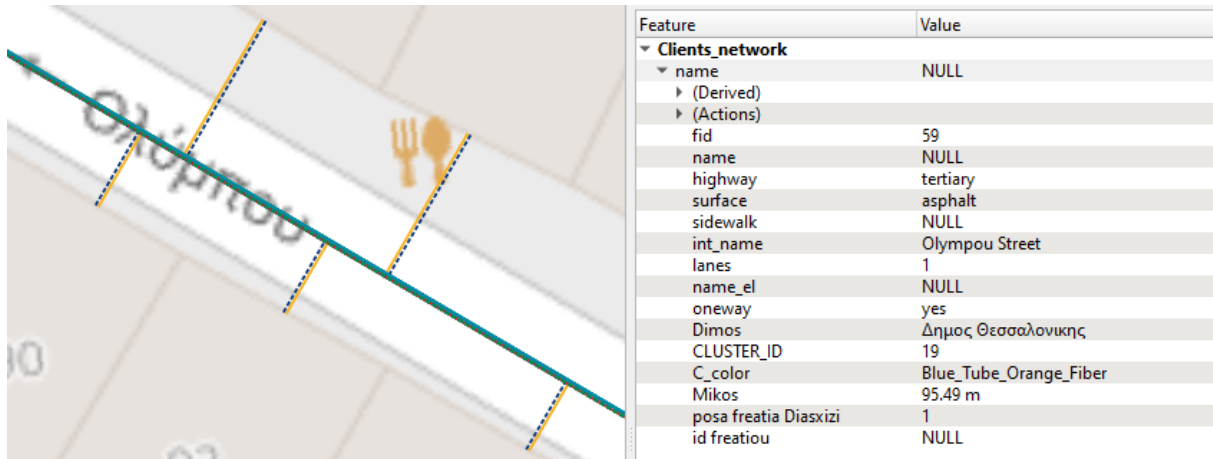 Ολύμπου
Feature Value
Clients_network
name NULL
(Derived)
(Actions)
fid 59
name NULL
highway tertiary
surface asphalt
sidewalk NULL
int_name Olympou Street
lanes 1
name_el NULL
oneway yes
Dimos Δημος Θεσσαλονικης
CLUSTER_ID 19
C_color Blue_Tube_Orange_Fiber
Mikos 95.49 m
posa freatia Diasxizi 1
id freatiou NULL